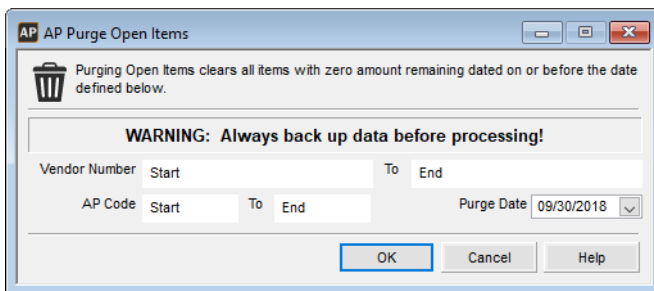 AP AP Purge Open Items
Purging Open Items clears all items with zero amount remaining dated on or before the date
defined below.
WARNING: Always back up data before processing!
Vendor Number Start To End
AP Code Start To End Purge Date 09/30/2018
OK Cancel Help